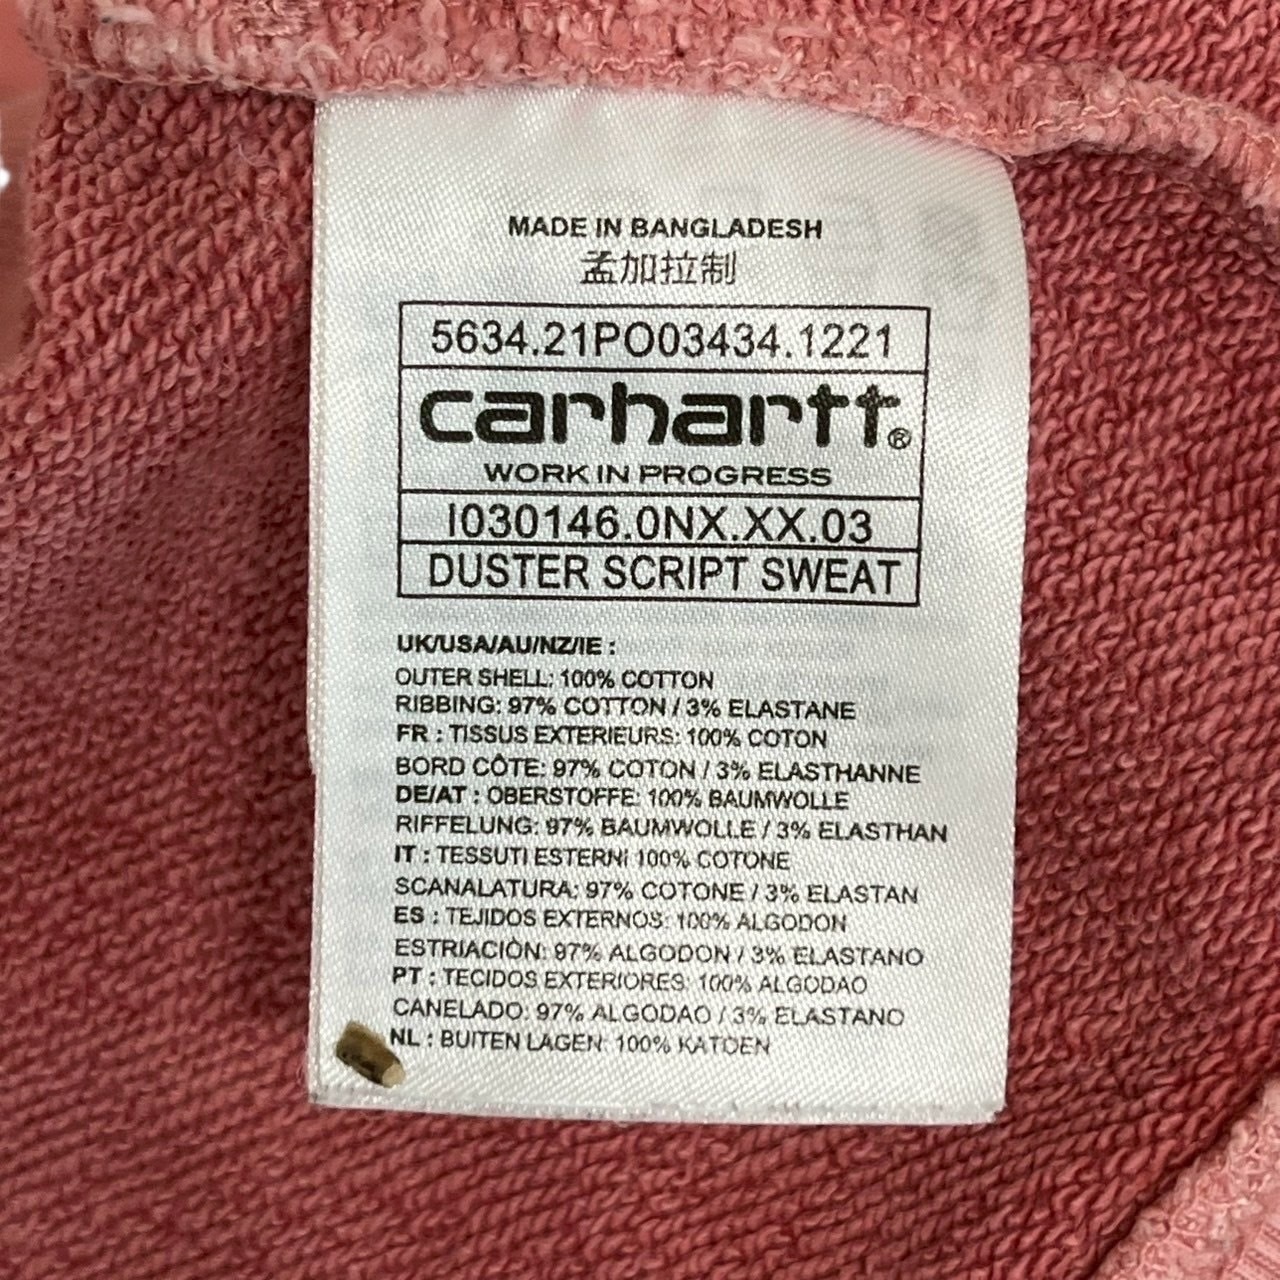 MADE IN BANGLADESH
孟加拉制
5634.21PO03434.1221
carhartt®
WORK IN PROGRESS
I030146.0NX.XX.03
DUSTER SCRIPT SWEAT
UK/USA/AU/NZ/IE :
OUTER SHELL: 100% COTTON
RIBBING: 97% COTTON / 3% ELASTANE
FR : TISSUS EXTERIEURS: 100% COTON
BORD CÔTE: 97% COTON / 3% ELASTHANNE
DE/AT : OBERSTOFFE: 100% BAUMWOLLE
RIFFELUNG: 97% BAUMWOLLE / 3% ELASTHAN
IT : TESSUTI ESTERNI 100% COTONE
SCANALATURA: 97% COTONE / 3% ELASTAN
ES : TEJIDOS EXTERNOS: 100% ALGODON
ESTRIACIÓN: 97% ALGODON / 3% ELASTANO
PT : TECIDOS EXTERIORES: 100% ALGODAO
CANELADO: 97% ALGODAO / 3% ELASTANO
NL : BUITEN LAGEN: 100% KATOEN